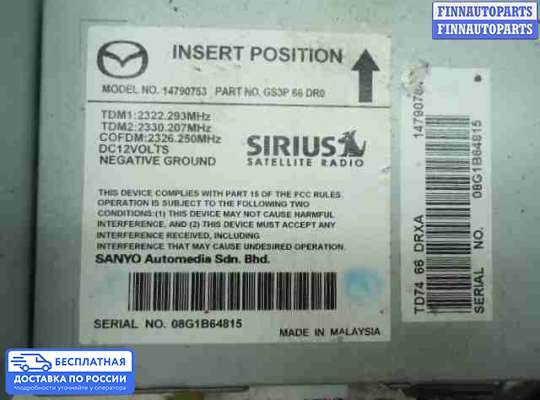 FINNAUTOPARTS
FINNAUTOPARTS
INSERT POSITION
MODEL NO. 14790753 PART NO. GS3P 66 DR0
TDM1:2322.293MHz
TDM2:2330.207MHz
COFDM:2326.250MHz
DC12VOLTS
NEGATIVE GROUND
SIRIUS
SATELLITE RADIO
THIS DEVICE COMPLIES WITH PART 15 OF THE FCC RULES.
OPERATION IS SUBJECT TO THE FOLLOWING TWO
CONDITIONS:(1) THIS DEVICE MAY NOT CAUSE HARMFUL
INTERFERENCE, AND (2) THIS DEVICE MUST ACCEPT ANY
INTERFERENCE RECEIVED, INCLUDING
INTERFERENCE THAT MAY CAUSE UNDESIRED OPERATION.
SANYO Automedia Sdn. Bhd.
SERIAL NO. 08G1B64815
MADE IN MALAYSIA
TD74 66 DRXA
SERIAL NO. 08G1B64815
БЕСПЛАТНАЯ
ДОСТАВКА ПО РОССИИ
Подробности уточняйте у оператора